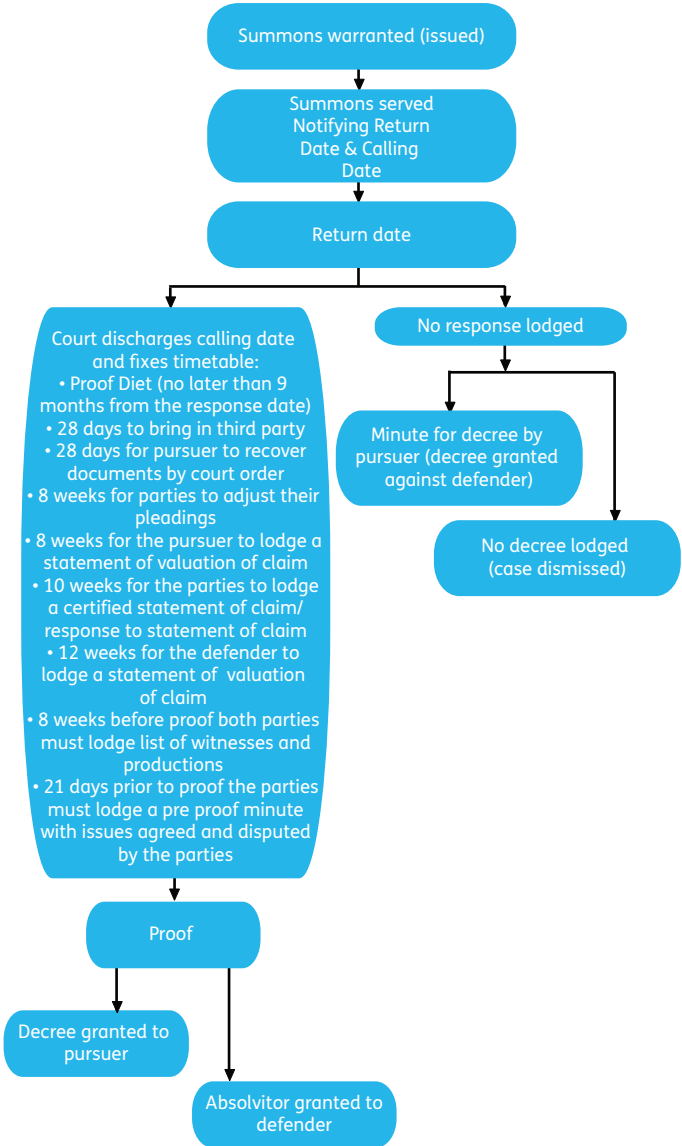 Summons warranted (issued)
Summons served
Notifying Return
Date & Calling
Date
Return date
Court discharges calling date
and fixes timetable:
• Proof Diet (no later than 9
months from the response date)
• 28 days to bring in third party
• 28 days for pursuer to recover
documents by court order
• 8 weeks for parties to adjust their
pleadings
• 8 weeks for the pursuer to lodge a
statement of valuation of claim
• 10 weeks for the parties to lodge
a certified statement of claim/
response to statement of claim
• 12 weeks for the defender to
lodge a statement of valuation
of claim
• 8 weeks before proof both parties
must lodge list of witnesses and
productions
• 21 days prior to proof the parties
must lodge a pre proof minute
with issues agreed and disputed
by the parties
No response lodged
Minute for decree by
pursuer (decree granted
against defender)
No decree lodged
(case dismissed)
Proof
Decree granted to
pursuer
Absolvitor granted to
defender